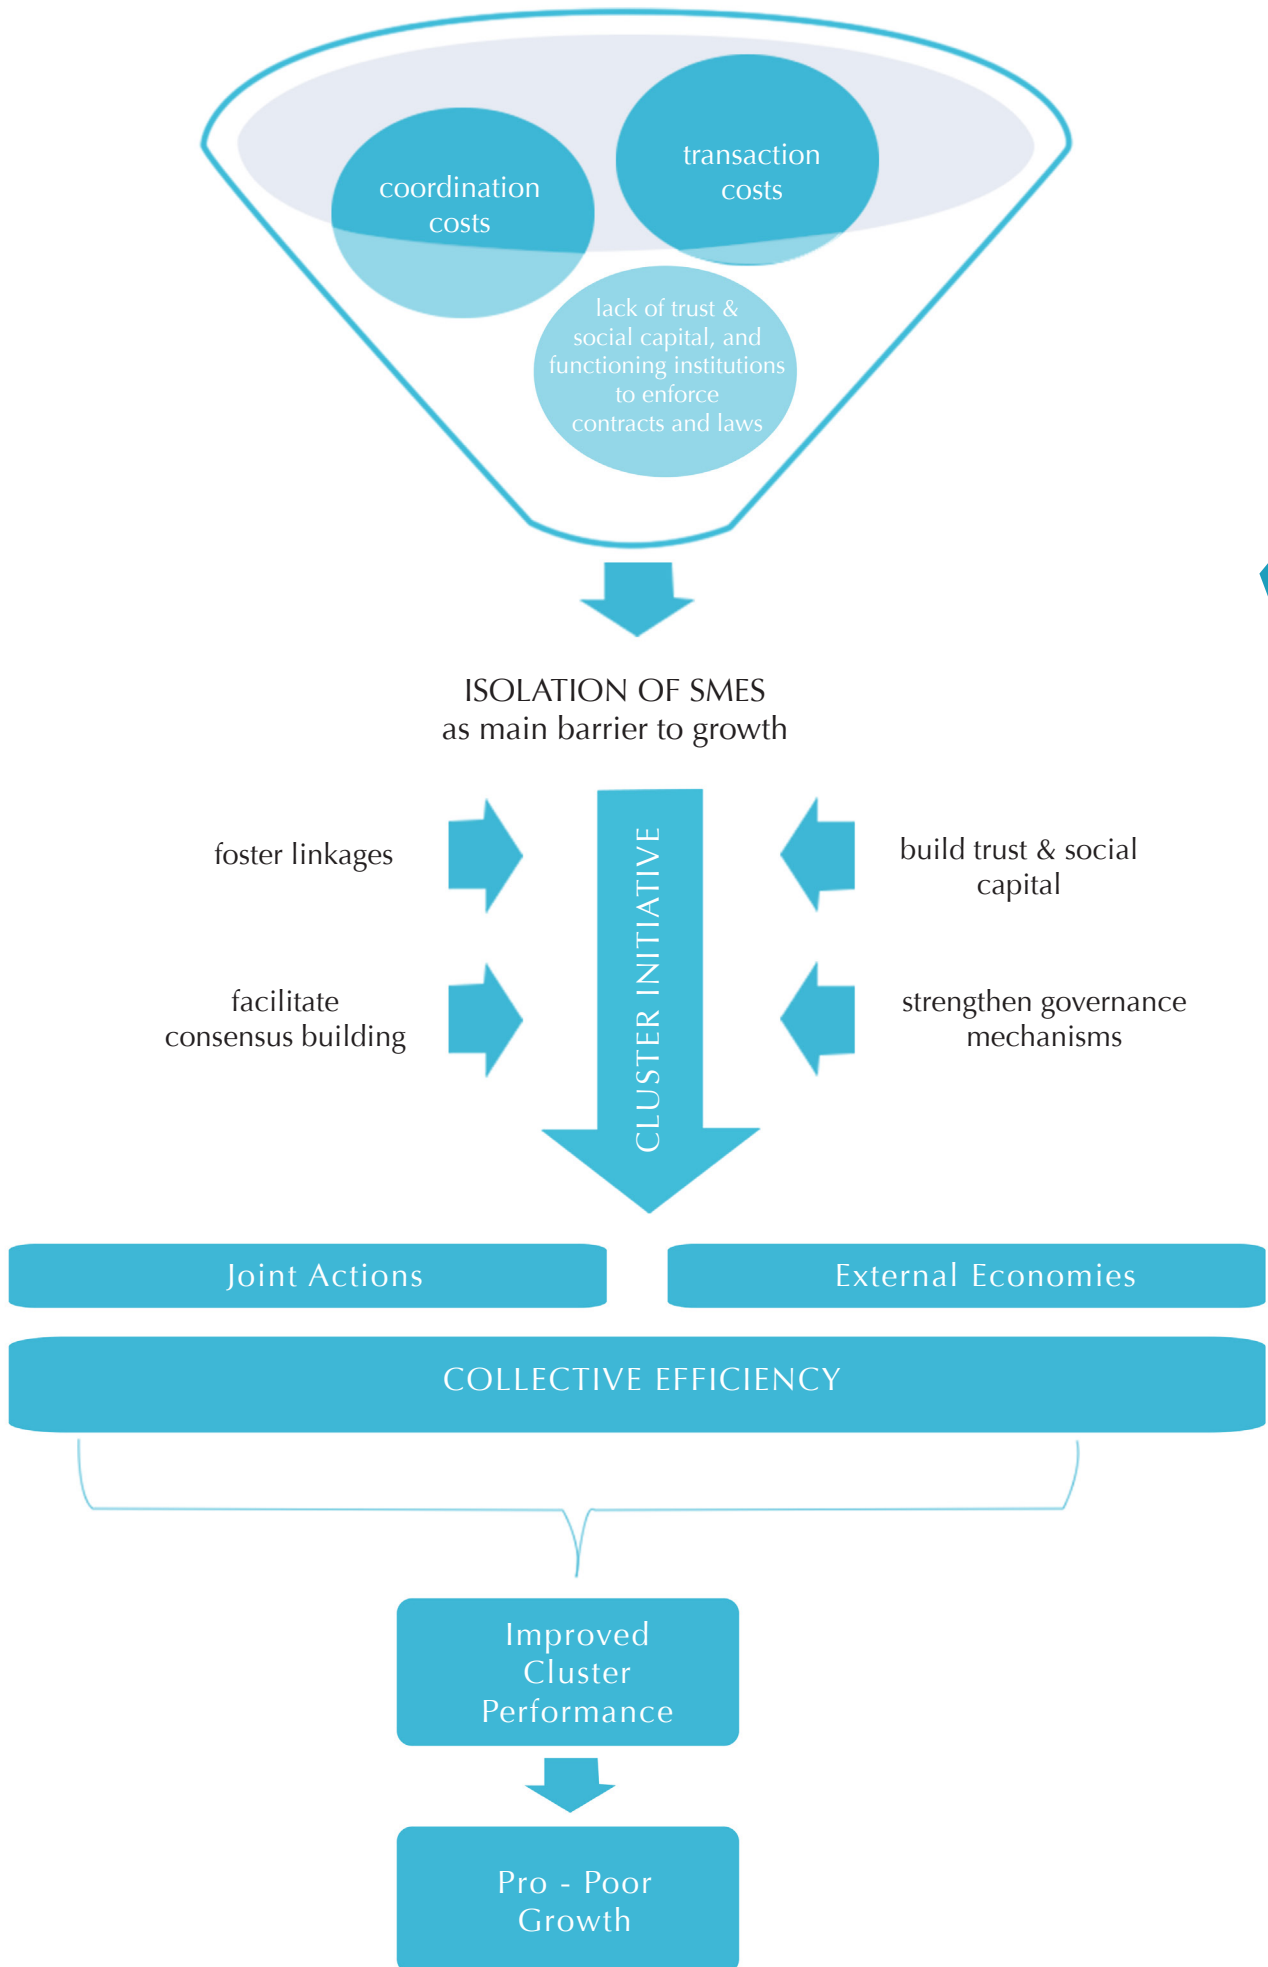 coordination
costs
transaction
costs
lack of trust &
social capital, and
functioning institutions
to enforce
contracts and laws
ISOLATION OF SMES
as main barrier to growth
foster linkages
build trust & social
capital
facilitate
consensus building
strengthen governance
mechanisms
CLUSTER INITIATIVE
Joint Actions
External Economies
COLLECTIVE EFFICIENCY
Improved
Cluster
Performance
Pro - Poor
Growth